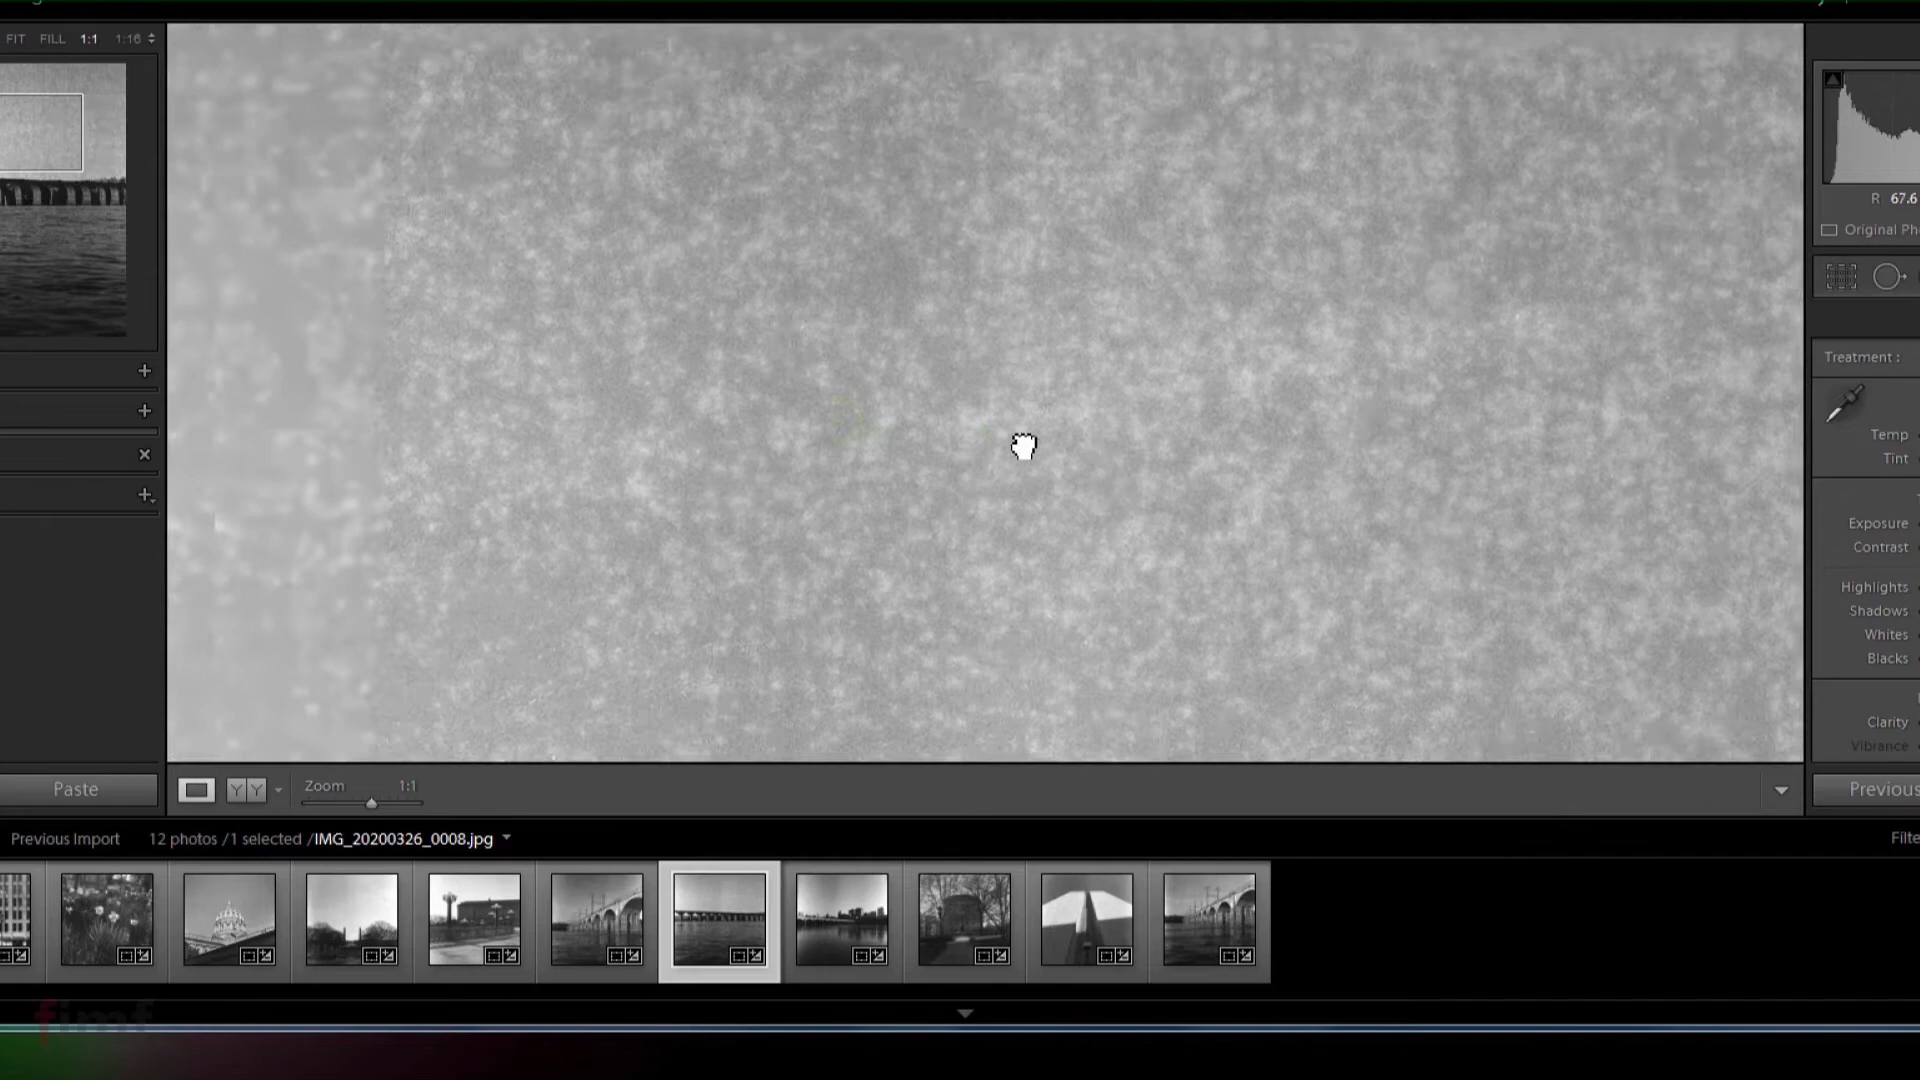 FIT FILL 1:1 1:16
R 67.6
Original Ph
Treatment :
Temp
Tint
Exposure
Contrast
Highlights
Shadows
Whites
Blacks
Clarity
Vibrance
Paste
Y Y
Zoom 1:1
Previous
Previous Import 12 photos / 1 selected / IMG_20200326_0008.jpg
Filte
fimf